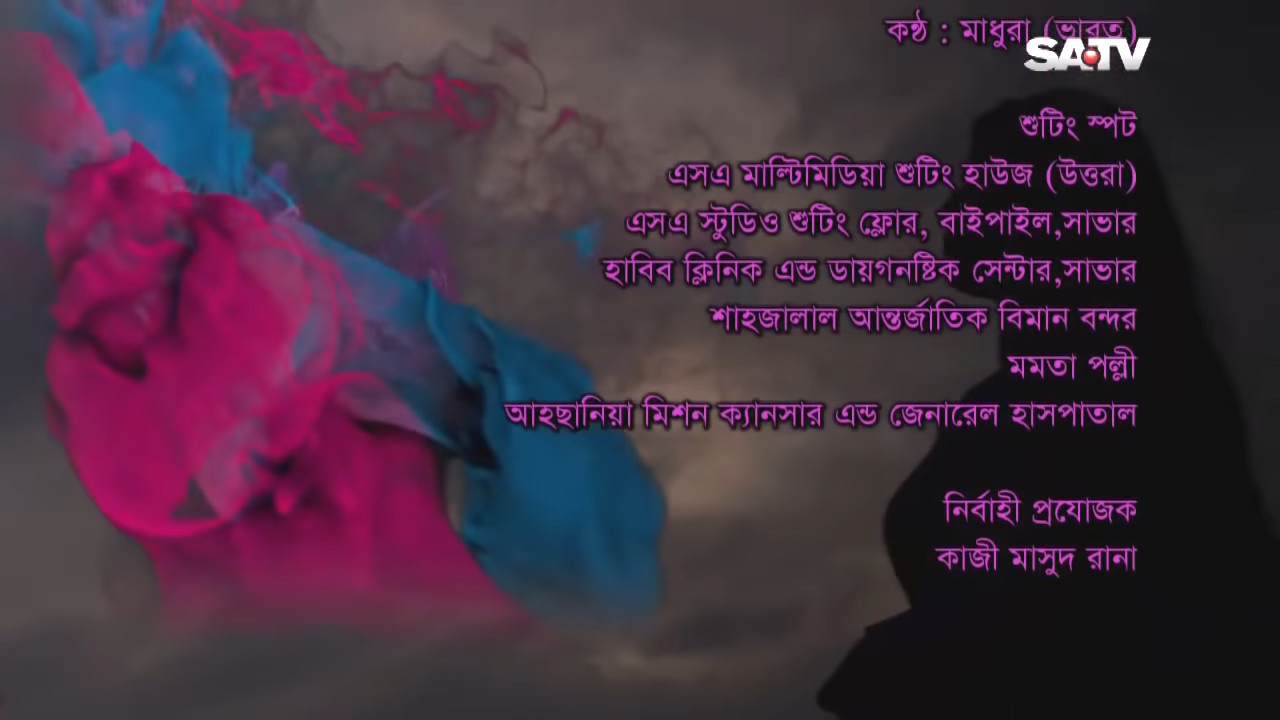 কন্ঠ : মাধুরা (ভারত)
SATV
শুটিং স্পট
এসএ মাল্টিমিডিয়া শুটিং হাউজ (উত্তরা)
এসএ স্টুডিও শুটিং ফ্লোর, বাইপাইল,সাভার
হাবিব ক্লিনিক এন্ড ডায়গনষ্টিক সেন্টার,সাভার
শাহজালাল আন্তর্জাতিক বিমান বন্দর
মমতা পল্লী
আহছানিয়া মিশন ক্যানসার এন্ড জেনারেল হাসপাতাল
নির্বাহী প্রযোজক
কাজী মাসুদ রানা